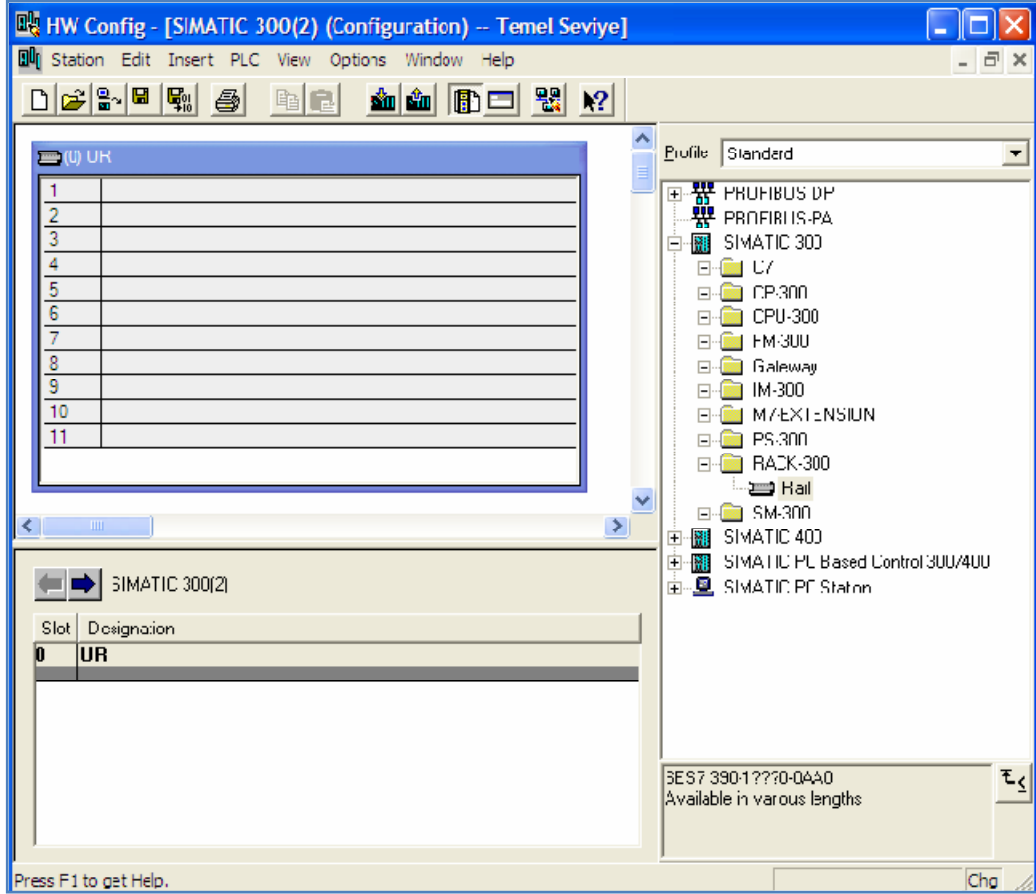 HW Config - [SIMATIC 300(2) (Configuration) -- Temel Seviye]
Station Edit Insert PLC View Options Window Help
(0) UR
1
2
3
4
5
6
7
8
9
10
11
Profile Standard
PROFIBUS DP
PROFIBUS-PA
SIMATIC 300
C7
CP-300
CPU-300
FM-300
Gateway
IM-300
M7-EXTENSION
PS-300
RACK-300
Rail
SM-300
SIMATIC 400
SIMATIC PC Based Control 300/400
SIMATIC PC Station
SIMATIC 300(2)
Slot Designation
0 UR
6ES7 390-1???0-0AA0
Available in various lengths
Press F1 to get Help.
Chg